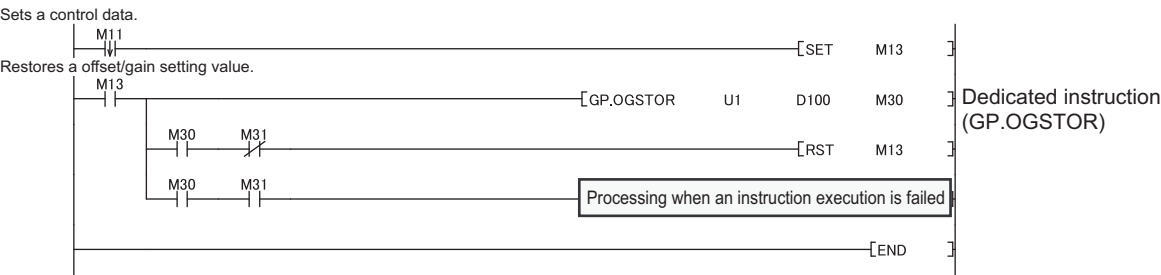 Sets a control data.
M11
SET M13
Restores a offset/gain setting value.
M13
GP.OGSTOR U1 D100 M30
Dedicated instruction
(GP.OGSTOR)
M30 M31
RST M13
M30 M31
Processing when an instruction execution is failed
END